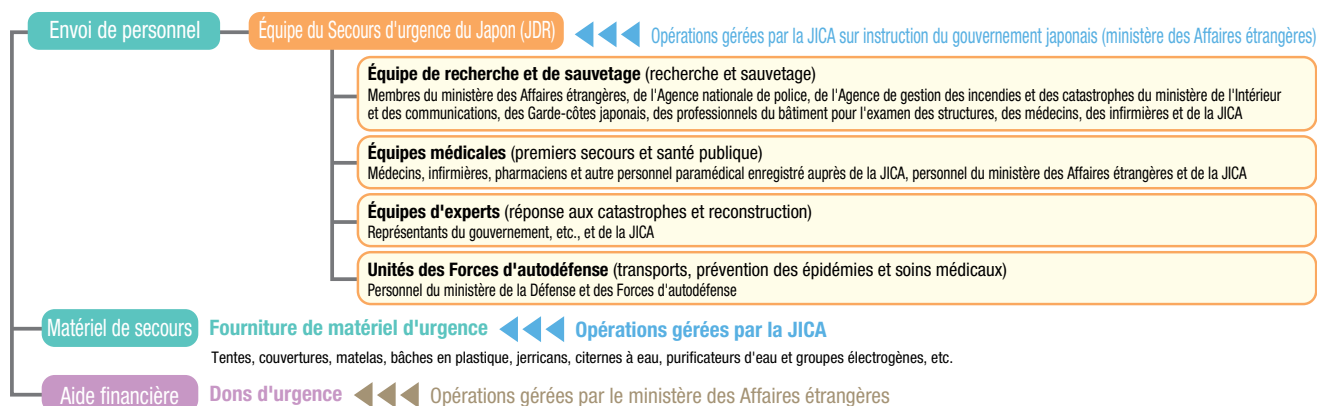 Envoi de personnel
Équipe du Secours d'urgence du Japon (JDR)
Opérations gérées par la JICA sur instruction du gouvernement japonais (ministère des Affaires étrangères)
Équipe de recherche et de sauvetage (recherche et sauvetage)
Membres du ministère des Affaires étrangères, de l'Agence nationale de police, de l'Agence de gestion des incendies et des catastrophes du ministère de l'Intérieur
et des communications, des Garde-côtes japonais, des professionnels du bâtiment pour l'examen des structures, des médecins, des infirmières et de la JICA
Équipes médicales (premiers secours et santé publique)
Médecins, infirmières, pharmaciens et autre personnel paramédical enregistré auprès de la JICA, personnel du ministère des Affaires étrangères et de la JICA
Équipes d'experts (réponse aux catastrophes et reconstruction)
Représentants du gouvernement, etc., et de la JICA
Unités des Forces d'autodéfense (transports, prévention des épidémies et soins médicaux)
Personnel du ministère de la Défense et des Forces d'autodéfense
Matériel de secours
Fourniture de matériel d'urgence
Opérations gérées par la JICA
Tentes, couvertures, matelas, bâches en plastique, jerricans, citernes à eau, purificateurs d'eau et groupes électrogènes, etc.
Aide financière
Dons d'urgence
Opérations gérées par le ministère des Affaires étrangères